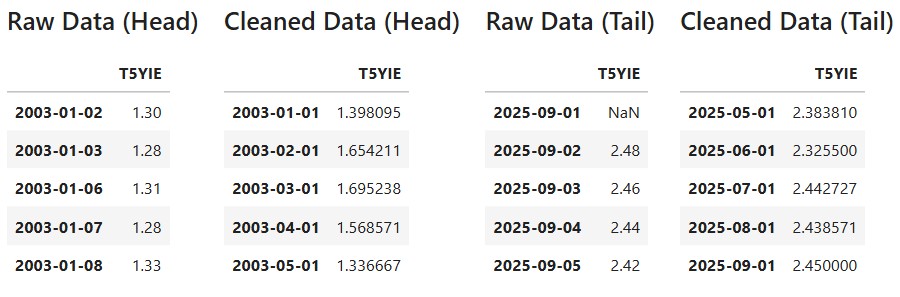 Raw Data (Head) Cleaned Data (Head) Raw Data (Tail) Cleaned Data (Tail)
T5YIE T5YIE T5YIE T5YIE
2003-01-02 1.30 2003-01-01 1.398095 2025-09-01 NaN 2025-05-01 2.383810
2003-01-03 1.28 2003-02-01 1.654211 2025-09-02 2.48 2025-06-01 2.325500
2003-01-06 1.31 2003-03-01 1.695238 2025-09-03 2.46 2025-07-01 2.442727
2003-01-07 1.28 2003-04-01 1.568571 2025-09-04 2.44 2025-08-01 2.438571
2003-01-08 1.33 2003-05-01 1.336667 2025-09-05 2.42 2025-09-01 2.450000